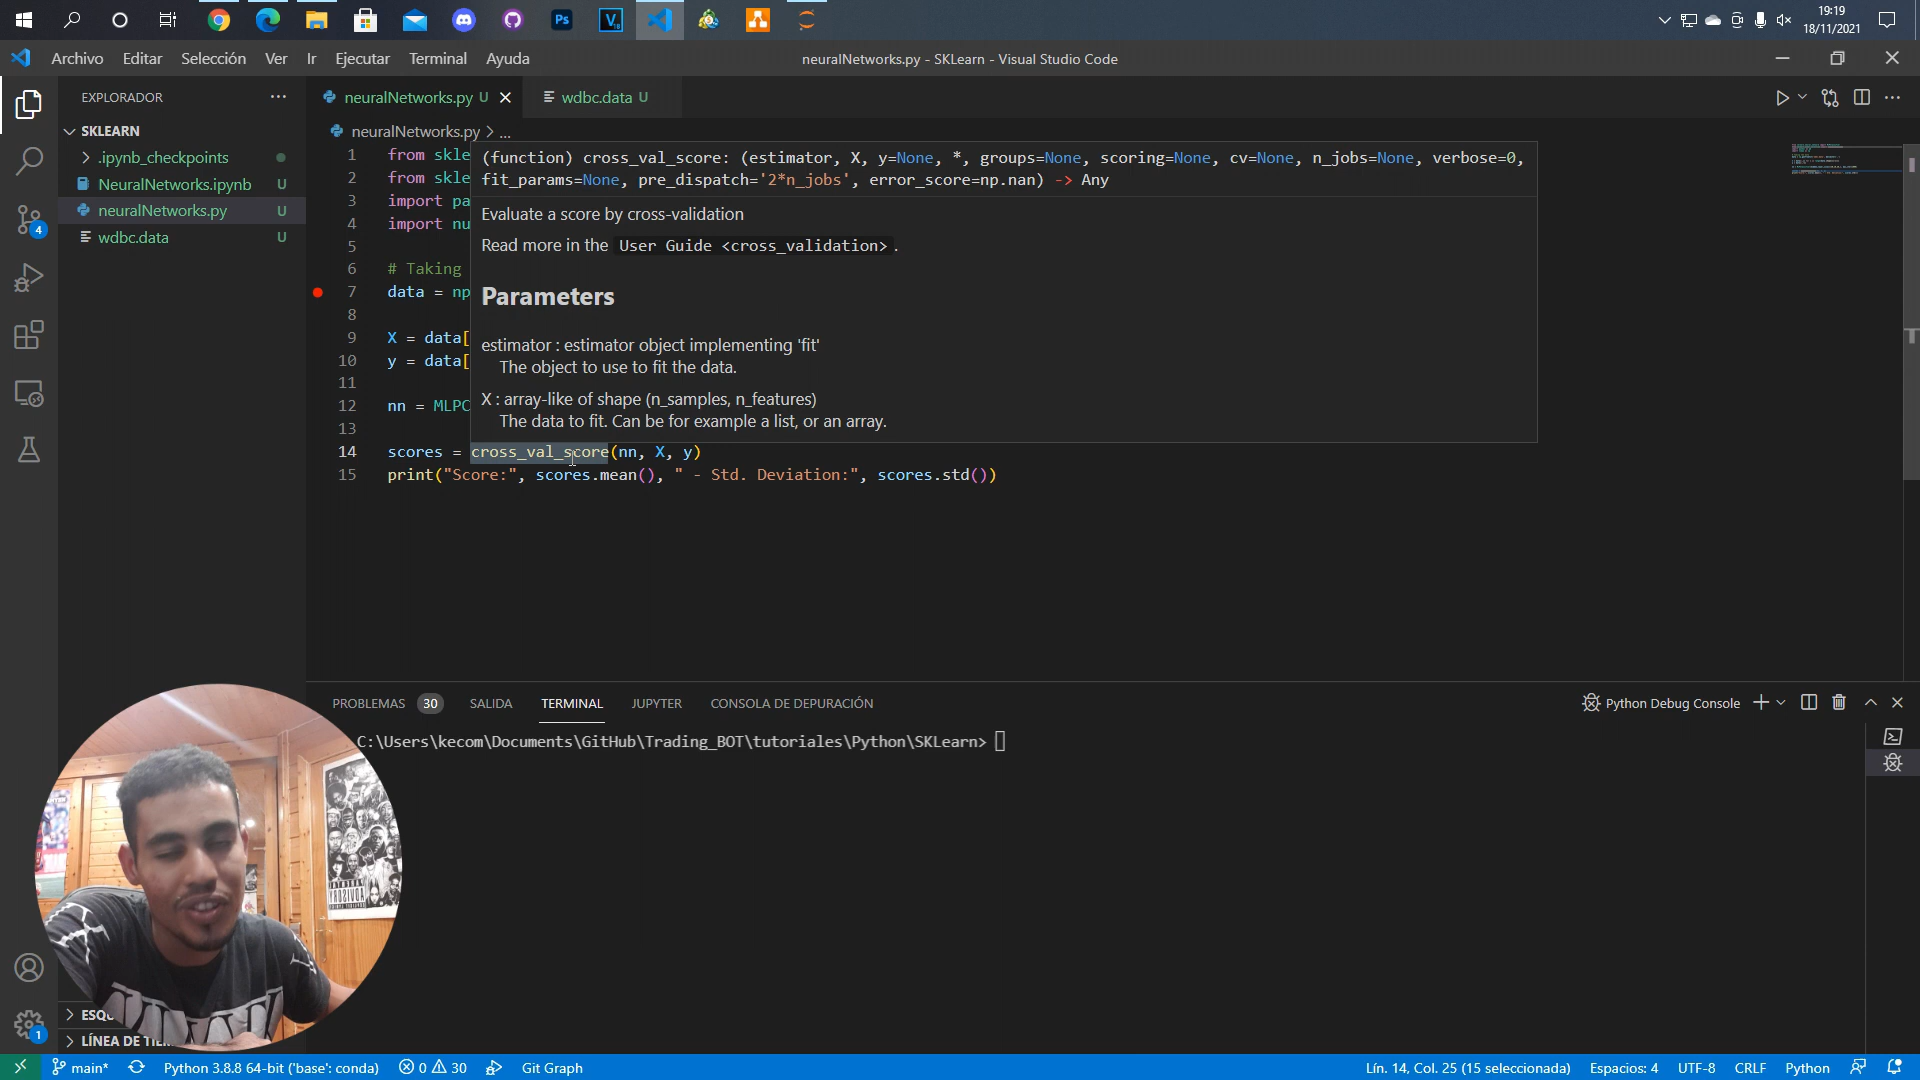 19:19
18/11/2021
Archivo Editar Selección Ver Ir Ejecutar Terminal Ayuda
neuralNetworks.py - SKLearn - Visual Studio Code
EXPLORADOR
neuralNetworks.py U
wdbc.data U
SKLEARN
.ipynb_checkpoints
NeuralNetworks.ipynb U
neuralNetworks.py U
wdbc.data U
4
neuralNetworks.py > ...
1 from skle
2 from skle
3 import pa
4 import nu
5
6 # Taking
7 data = np
8
9 X = data[
10 y = data[
11
12 nn = MLPC
13
14 scores = cross_val_score(nn, X, y)
15 print("Score:", scores.mean(), " - Std. Deviation:", scores.std())
(function) cross_val_score: (estimator, X, y=None, *, groups=None, scoring=None, cv=None, n_jobs=None, verbose=0,
fit_params=None, pre_dispatch='2*n_jobs', error_score=np.nan) -> Any
Evaluate a score by cross-validation
Read more in the User Guide <cross_validation> .
Parameters
estimator : estimator object implementing 'fit'
The object to use to fit the data.
X : array-like of shape (n_samples, n_features)
The data to fit. Can be for example a list, or an array.
PROBLEMAS 30 SALIDA TERMINAL JUPYTER CONSOLA DE DEPURACIÓN
Python Debug Console
C:\Users\kecom\Documents\GitHub\Trading_BOT\tutoriales\Python\SKLearn>
ESQU
LÍNEA DE TIE
1
main* Python 3.8.8 64-bit ('base': conda) 0 30 Git Graph
Lín. 14, Col. 25 (15 seleccionada) Espacios: 4 UTF-8 CRLF Python